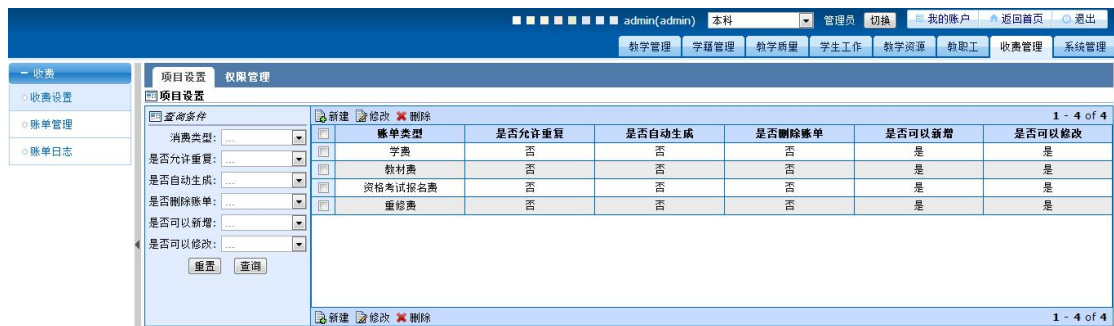 admin(admin) 本科 管理员 切换 我的账户 返回首页 退出
教学管理 学籍管理 教学质量 学生工作 教学资源 教职工 收费管理 系统管理
收费
收费设置
账单管理
账单日志
项目设置 权限管理
项目设置
查询条件
消费类型: ...
是否允许重复: ...
是否自动生成: ...
是否删除账单: ...
是否可以新增: ...
是否可以修改: ...
重置 查询
新建 修改 删除 1 - 4 of 4
账单类型 是否允许重复 是否自动生成 是否删除账单 是否可以新增 是否可以修改
学费 否 否 否 是 是
教材费 否 否 否 是 是
资格考试报名费 否 否 否 是 是
重修费 否 否 否 是 是
新建 修改 删除 1 - 4 of 4